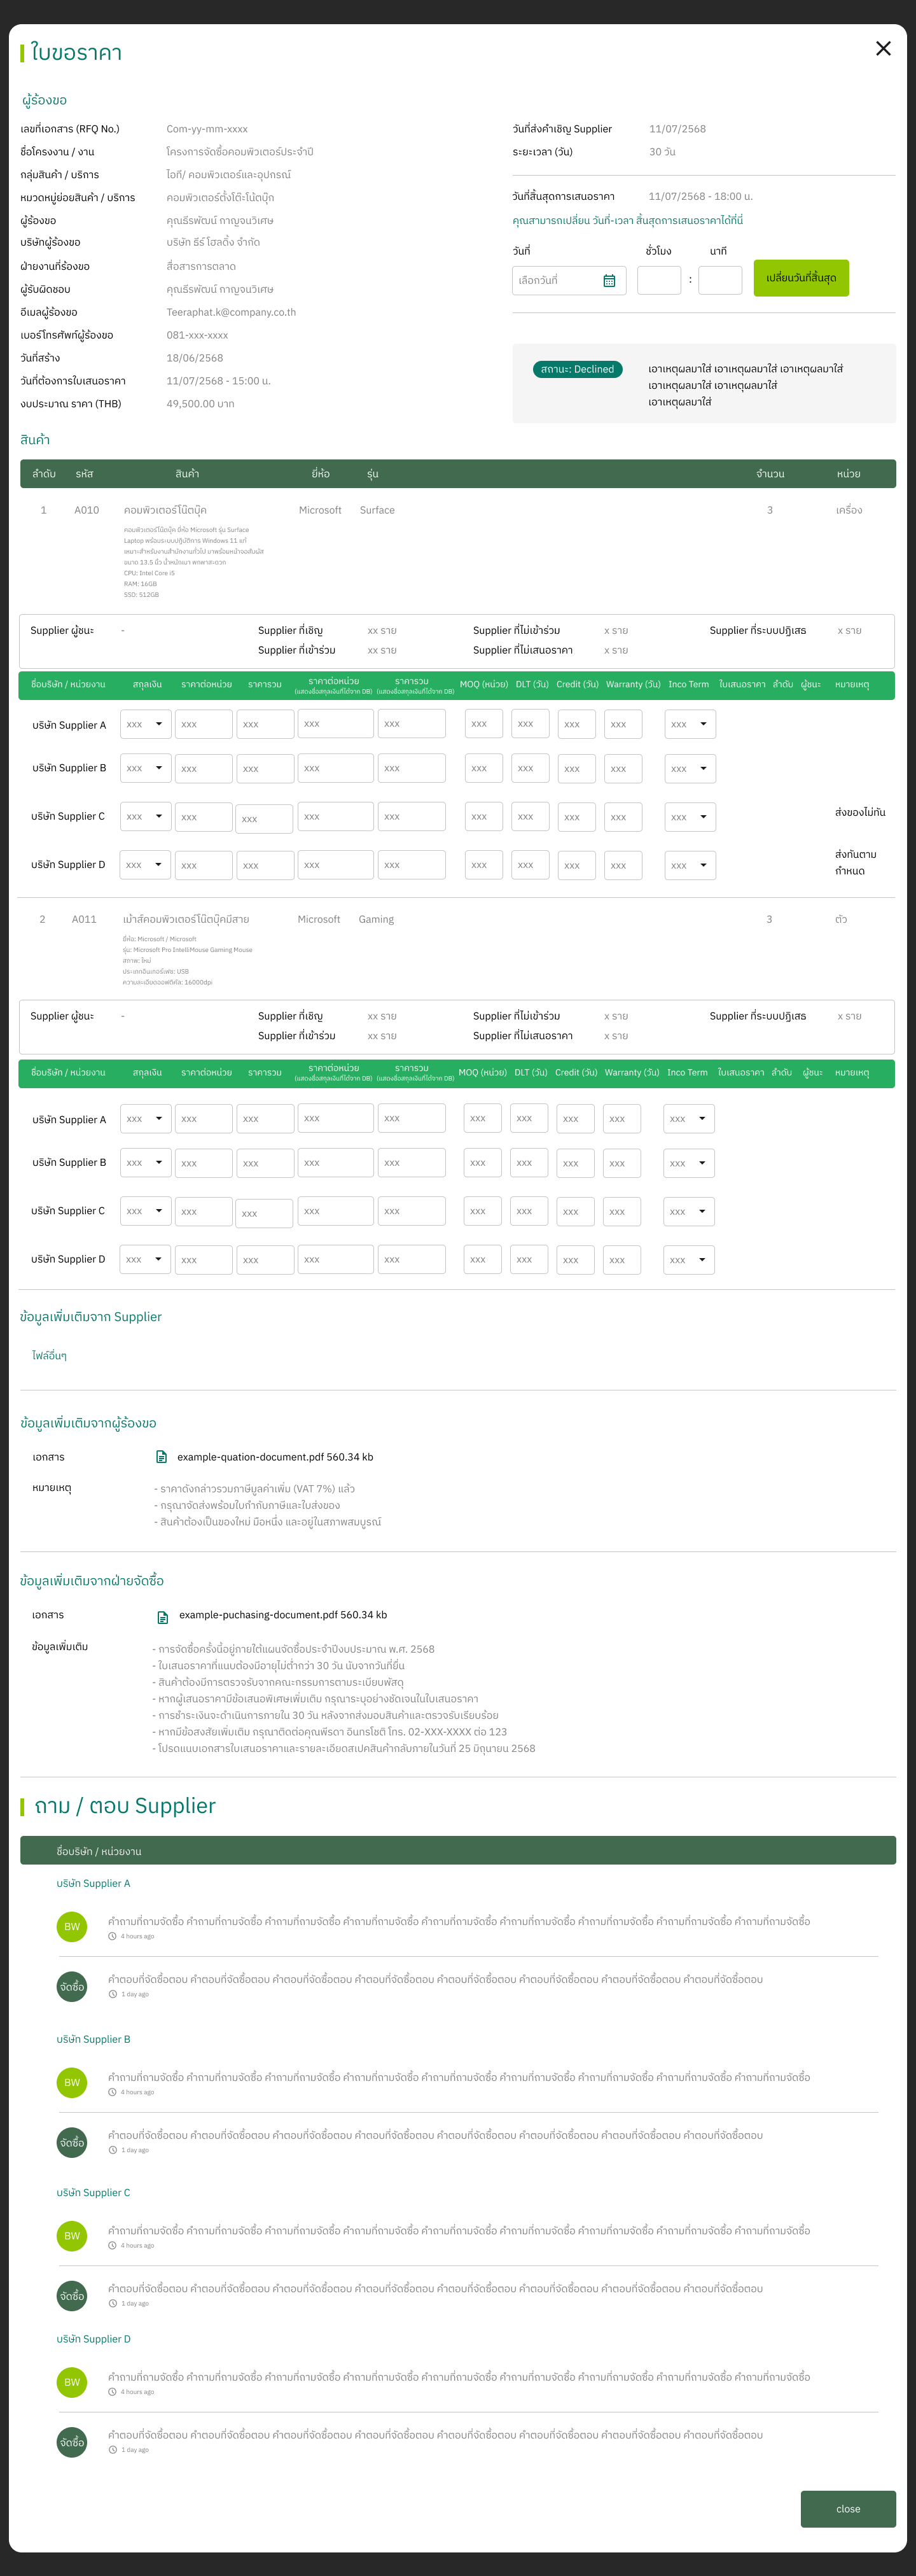 ใบขอราคา
ผู้ร้องขอ
เลขที่เอกสาร (RFQ No.) Com-yy-mm-xxxx
ชื่อโครงงาน / งาน โครงการจัดซื้อคอมพิวเตอร์ประจำปี
กลุ่มสินค้า / บริการ ไอที/ คอมพิวเตอร์และอุปกรณ์
หมวดหมู่ย่อยสินค้า / บริการ คอมพิวเตอร์ตั้งโต๊ะโน้ตบุ๊ก
ผู้ร้องขอ คุณธีรพัฒน์ กาญจนวิเศษ
บริษัทผู้ร้องขอ บริษัท ธีร์ โฮลดิ้ง จำกัด
ฝ่ายงานที่ร้องขอ สื่อสารการตลาด
ผู้รับผิดชอบ คุณธีรพัฒน์ กาญจนวิเศษ
อีเมลผู้ร้องขอ Teeraphat.k@company.co.th
เบอร์โทรศัพท์ผู้ร้องขอ 081-xxx-xxxx
วันที่สร้าง 18/06/2568
วันที่ต้องการใบเสนอราคา 11/07/2568 - 15:00 น.
งบประมาณ ราคา (THB) 49,500.00 บาท
วันที่ส่งคำเชิญ Supplier 11/07/2568
ระยะเวลา (วัน) 30 วัน
วันที่สิ้นสุดการเสนอราคา 11/07/2568 - 18:00 น.
คุณสามารถเปลี่ยน วันที่-เวลา สิ้นสุดการเสนอราคาได้ที่นี่
วันที่ ชั่วโมง นาที
เลือกวันที่ : เปลี่ยนวันที่สิ้นสุด
สถานะ: Declined เอาเหตุผลมาใส่ เอาเหตุผลมาใส่ เอาเหตุผลมาใส่
เอาเหตุผลมาใส่ เอาเหตุผลมาใส่
เอาเหตุผลมาใส่
สินค้า
ลำดับ รหัส สินค้า ยี่ห้อ รุ่น จำนวน หน่วย
1 A010 คอมพิวเตอร์โน๊ตบุ๊ค Microsoft Surface 3 เครื่อง
คอมพิวเตอร์โน๊ตบุ๊ค ยี่ห้อ Microsoft รุ่น Surface
Laptop พร้อมระบบปฏิบัติการ Windows 11 แท้
เหมาะสำหรับงานสำนักงานทั่วไป มาพร้อมหน้าจอสัมผัส
ขนาด 13.5 นิ้ว น้ำหนักเบา พกพาสะดวก
CPU: Intel Core i5
RAM: 16GB
SSD: 512GB
Supplier ผู้ชนะ - Supplier ที่เชิญ xx ราย Supplier ที่ไม่เข้าร่วม x ราย Supplier ที่ระบบปฏิเสธ x ราย
Supplier ที่เข้าร่วม xx ราย Supplier ที่ไม่เสนอราคา x ราย
ชื่อบริษัท / หน่วยงาน สกุลเงิน ราคาต่อหน่วย ราคารวม ราคาต่อหน่วย ราคารวม MOQ (หน่วย) DLT (วัน) Credit (วัน) Warranty (วัน) Inco Term ใบเสนอราคา ลำดับ ผู้ชนะ หมายเหตุ
(แสดงชื่อสกุลเงินที่ได้จาก DB) (แสดงชื่อสกุลเงินที่ได้จาก DB)
บริษัท Supplier A xxx xxx xxx xxx xxx xxx xxx xxx xxx xxx
บริษัท Supplier B xxx xxx xxx xxx xxx xxx xxx xxx xxx xxx
บริษัท Supplier C xxx xxx xxx xxx xxx xxx xxx xxx xxx xxx ส่งของไม่ทัน
บริษัท Supplier D xxx xxx xxx xxx xxx xxx xxx xxx xxx xxx ส่งทันตาม
กำหนด
2 A011 เม้าส์คอมพิวเตอร์โน๊ตบุ๊คมีสาย Microsoft Gaming 3 ตัว
ยี่ห้อ: Microsoft / Microsoft
รุ่น: Microsoft Pro IntelliMouse Gaming Mouse
สภาพ: ใหม่
ประเภทอินเตอร์เฟซ: USB
ความละเอียดออฟติคัล: 16000dpi
Supplier ผู้ชนะ - Supplier ที่เชิญ xx ราย Supplier ที่ไม่เข้าร่วม x ราย Supplier ที่ระบบปฏิเสธ x ราย
Supplier ที่เข้าร่วม xx ราย Supplier ที่ไม่เสนอราคา x ราย
ชื่อบริษัท / หน่วยงาน สกุลเงิน ราคาต่อหน่วย ราคารวม ราคาต่อหน่วย ราคารวม MOQ (หน่วย) DLT (วัน) Credit (วัน) Warranty (วัน) Inco Term ใบเสนอราคา ลำดับ ผู้ชนะ หมายเหตุ
(แสดงชื่อสกุลเงินที่ได้จาก DB) (แสดงชื่อสกุลเงินที่ได้จาก DB)
บริษัท Supplier A xxx xxx xxx xxx xxx xxx xxx xxx xxx xxx
บริษัท Supplier B xxx xxx xxx xxx xxx xxx xxx xxx xxx xxx
บริษัท Supplier C xxx xxx xxx xxx xxx xxx xxx xxx xxx xxx
บริษัท Supplier D xxx xxx xxx xxx xxx xxx xxx xxx xxx xxx
ข้อมูลเพิ่มเติมจาก Supplier
ไฟล์อื่นๆ
ข้อมูลเพิ่มเติมจากผู้ร้องขอ
เอกสาร example-quation-document.pdf 560.34 kb
หมายเหตุ - ราคาดังกล่าวรวมภาษีมูลค่าเพิ่ม (VAT 7%) แล้ว
- กรุณาจัดส่งพร้อมใบกำกับภาษีและใบส่งของ
- สินค้าต้องเป็นของใหม่ มือหนึ่ง และอยู่ในสภาพสมบูรณ์
ข้อมูลเพิ่มเติมจากฝ่ายจัดซื้อ
เอกสาร example-puchasing-document.pdf 560.34 kb
ข้อมูลเพิ่มเติม - การจัดซื้อครั้งนี้อยู่ภายใต้แผนจัดซื้อประจำปีงบประมาณ พ.ศ. 2568
- ใบเสนอราคาที่แนบต้องมีอายุไม่ต่ำกว่า 30 วัน นับจากวันที่ยื่น
- สินค้าต้องมีการตรวจรับจากคณะกรรมการตามระเบียบพัสดุ
- หากผู้เสนอราคามีข้อเสนอพิเศษเพิ่มเติม กรุณาระบุอย่างชัดเจนในใบเสนอราคา
- การชำระเงินจะดำเนินการภายใน 30 วัน หลังจากส่งมอบสินค้าและตรวจรับเรียบร้อย
- หากมีข้อสงสัยเพิ่มเติม กรุณาติดต่อคุณพีรดา อินทรโชติ โทร. 02-XXX-XXXX ต่อ 123
- โปรดแนบเอกสารใบเสนอราคาและรายละเอียดสเปคสินค้ากลับภายในวันที่ 25 มิถุนายน 2568
ถาม / ตอบ Supplier
ชื่อบริษัท / หน่วยงาน
บริษัท Supplier A
BW คำถามที่ถามจัดซื้อ คำถามที่ถามจัดซื้อ คำถามที่ถามจัดซื้อ คำถามที่ถามจัดซื้อ คำถามที่ถามจัดซื้อ คำถามที่ถามจัดซื้อ คำถามที่ถามจัดซื้อ คำถามที่ถามจัดซื้อ คำถามที่ถามจัดซื้อ
4 hours ago
จัดซื้อ คำตอบที่จัดซื้อตอบ คำตอบที่จัดซื้อตอบ คำตอบที่จัดซื้อตอบ คำตอบที่จัดซื้อตอบ คำตอบที่จัดซื้อตอบ คำตอบที่จัดซื้อตอบ คำตอบที่จัดซื้อตอบ คำตอบที่จัดซื้อตอบ
1 day ago
บริษัท Supplier B
BW คำถามที่ถามจัดซื้อ คำถามที่ถามจัดซื้อ คำถามที่ถามจัดซื้อ คำถามที่ถามจัดซื้อ คำถามที่ถามจัดซื้อ คำถามที่ถามจัดซื้อ คำถามที่ถามจัดซื้อ คำถามที่ถามจัดซื้อ คำถามที่ถามจัดซื้อ
4 hours ago
จัดซื้อ คำตอบที่จัดซื้อตอบ คำตอบที่จัดซื้อตอบ คำตอบที่จัดซื้อตอบ คำตอบที่จัดซื้อตอบ คำตอบที่จัดซื้อตอบ คำตอบที่จัดซื้อตอบ คำตอบที่จัดซื้อตอบ คำตอบที่จัดซื้อตอบ
1 day ago
บริษัท Supplier C
BW คำถามที่ถามจัดซื้อ คำถามที่ถามจัดซื้อ คำถามที่ถามจัดซื้อ คำถามที่ถามจัดซื้อ คำถามที่ถามจัดซื้อ คำถามที่ถามจัดซื้อ คำถามที่ถามจัดซื้อ คำถามที่ถามจัดซื้อ คำถามที่ถามจัดซื้อ
4 hours ago
จัดซื้อ คำตอบที่จัดซื้อตอบ คำตอบที่จัดซื้อตอบ คำตอบที่จัดซื้อตอบ คำตอบที่จัดซื้อตอบ คำตอบที่จัดซื้อตอบ คำตอบที่จัดซื้อตอบ คำตอบที่จัดซื้อตอบ คำตอบที่จัดซื้อตอบ
1 day ago
บริษัท Supplier D
BW คำถามที่ถามจัดซื้อ คำถามที่ถามจัดซื้อ คำถามที่ถามจัดซื้อ คำถามที่ถามจัดซื้อ คำถามที่ถามจัดซื้อ คำถามที่ถามจัดซื้อ คำถามที่ถามจัดซื้อ คำถามที่ถามจัดซื้อ คำถามที่ถามจัดซื้อ
4 hours ago
จัดซื้อ คำตอบที่จัดซื้อตอบ คำตอบที่จัดซื้อตอบ คำตอบที่จัดซื้อตอบ คำตอบที่จัดซื้อตอบ คำตอบที่จัดซื้อตอบ คำตอบที่จัดซื้อตอบ คำตอบที่จัดซื้อตอบ คำตอบที่จัดซื้อตอบ
1 day ago
close